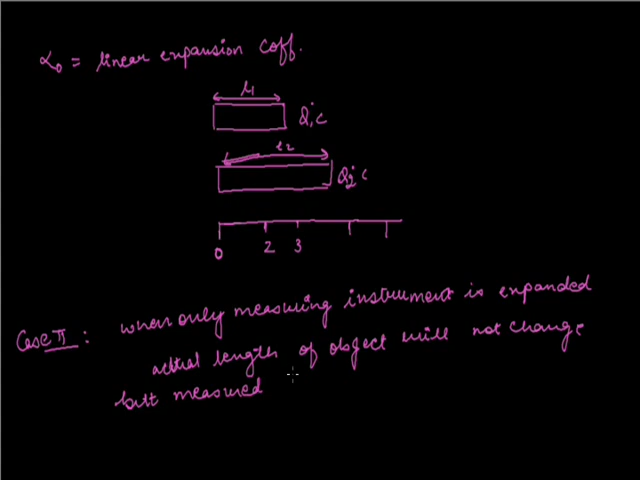 α₀ = linear expansion coff.
l1
θ1°C
l2
θ2°C
0 2 3
Case II : when only measuring instrument is expanded
actual length of object will not change
butt measured